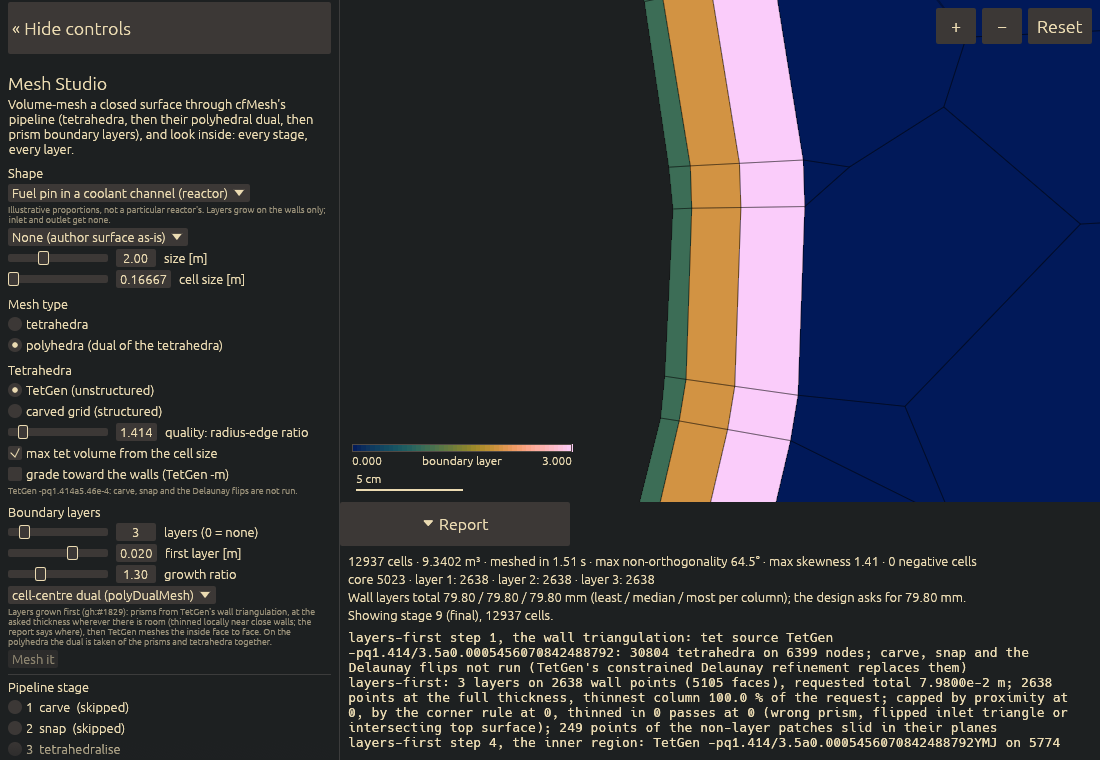 « Hide controls
Mesh Studio
Volume-mesh a closed surface through cfMesh's
pipeline (tetrahedra, then their polyhedral dual, then
prism boundary layers), and look inside: every stage,
every layer.
Shape
Fuel pin in a coolant channel (reactor)
Illustrative proportions, not a particular reactor's. Layers grow on the walls only;
inlet and outlet get none.
None (author surface as-is)
2.00 size [m]
0.16667 cell size [m]
Mesh type
tetrahedra
polyhedra (dual of the tetrahedra)
Tetrahedra
TetGen (unstructured)
carved grid (structured)
1.414 quality: radius-edge ratio
max tet volume from the cell size
grade toward the walls (TetGen -m)
TetGen -pq1.414a5.46e-4: carve, snap and the Delaunay flips are not run.
Boundary layers
3 layers (0 = none)
0.020 first layer [m]
1.30 growth ratio
cell-centre dual (polyDualMesh)
Layers grown first (gh:#1829): prisms from TetGen's wall triangulation, at the
asked thickness wherever there is room (thinned locally near close walls; the
report says where), then TetGen meshes the inside face to face. On the
polyhedra the dual is taken of the prisms and tetrahedra together.
Mesh it
Pipeline stage
1 carve (skipped)
2 snap (skipped)
3 tetrahedralise
+ − Reset
0.000 boundary layer 3.000
5 cm
Report
12937 cells · 9.3402 m³ · meshed in 1.51 s · max non-orthogonality 64.5° · max skewness 1.41 · 0 negative cells
core 5023 · layer 1: 2638 · layer 2: 2638 · layer 3: 2638
Wall layers total 79.80 / 79.80 / 79.80 mm (least / median / most per column); the design asks for 79.80 mm.
Showing stage 9 (final), 12937 cells.
layers-first step 1, the wall triangulation: tet source TetGen
-pq1.414/3.5a0.0005456070842488792: 30804 tetrahedra on 6399 nodes; carve, snap and the
Delaunay flips not run (TetGen's constrained Delaunay refinement replaces them)
layers-first: 3 layers on 2638 wall points (5105 faces), requested total 7.9800e-2 m; 2638
points at the full thickness, thinnest column 100.0 % of the request; capped by proximity at
0, by the corner rule at 0, thinned in 0 passes at 0 (wrong prism, flipped inlet triangle or
intersecting top surface); 249 points of the non-layer patches slid in their planes
layers-first step 4, the inner region: TetGen -pq1.414/3.5a0.0005456070842488792YMJ on 5774